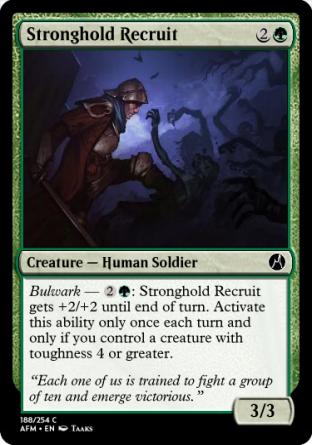 Stronghold Recruit 2
Creature — Human Soldier
Bulwark — 2 : Stronghold Recruit
gets +2/+2 until end of turn. Activate
this ability only once each turn and
only if you control a creature with
toughness 4 or greater.
“Each one of us is trained to fight a group
of ten and emerge victorious.”
3/3
188/254 C
AFM • EN Taaks